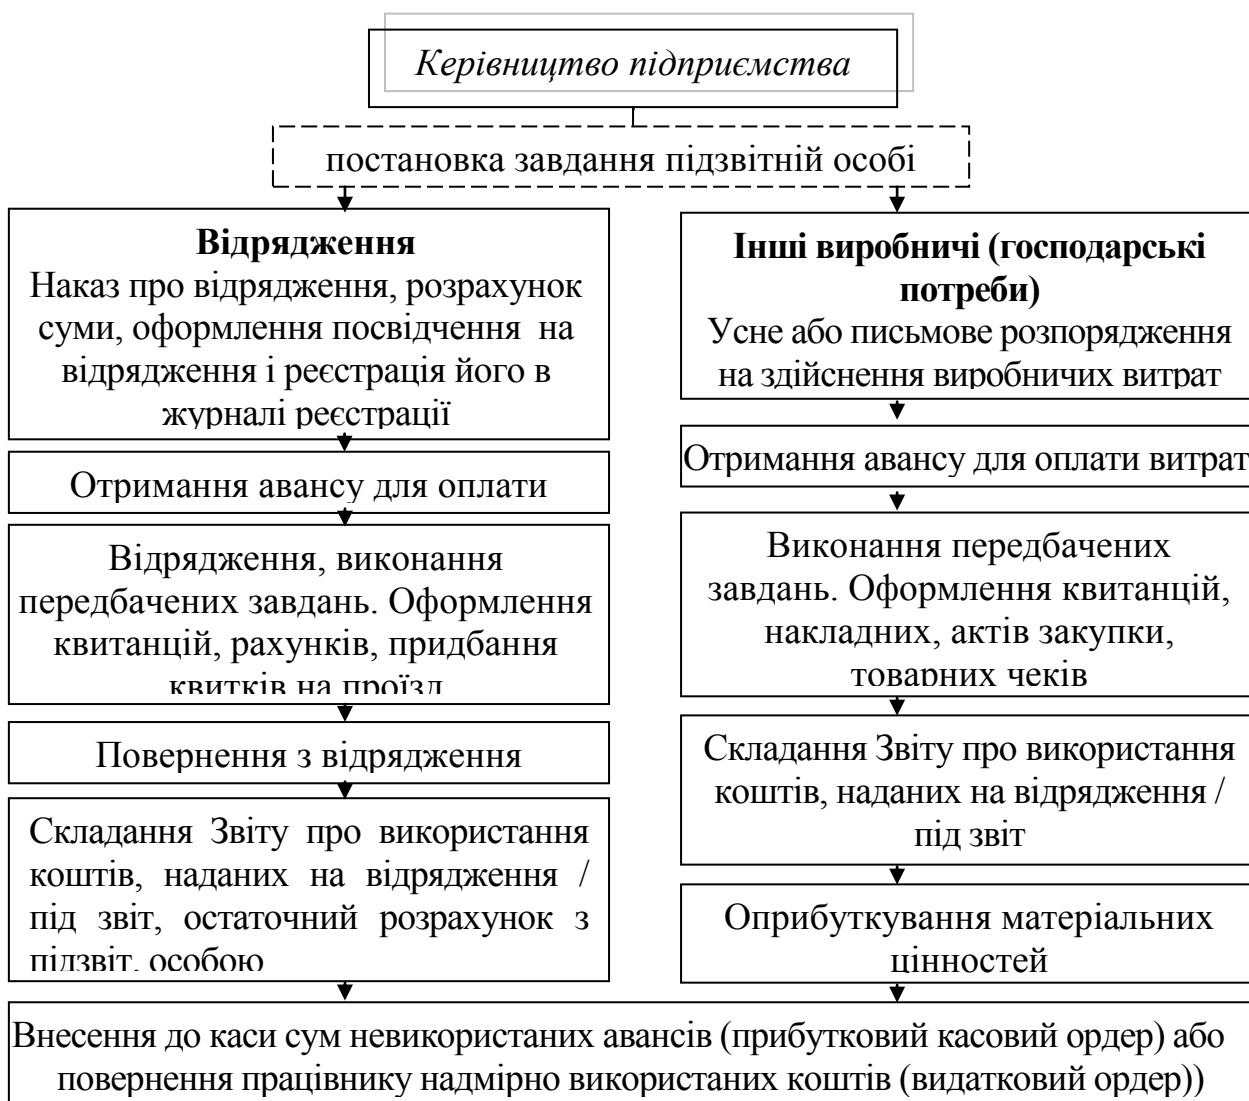 Керівництво підприємства
постановка завдання підзвітній особі
Відрядження
Наказ про відрядження, розрахунок
суми, оформлення посвідчення на
відрядження і реєстрація його в
журналі реєстрації
Отримання авансу для оплати
Відрядження, виконання
передбачених завдань. Оформлення
квитанцій, рахунків, придбання
квитків на проїзд
Повернення з відрядження
Складання Звіту про використання
коштів, наданих на відрядження /
під звіт, остаточний розрахунок з
підзвіт. особою
Інші виробничі (господарські
потреби)
Усне або письмове розпорядження
на здійснення виробничих витрат
Отримання авансу для оплати витрат
Виконання передбачених
завдань. Оформлення квитанцій,
накладних, актів закупки,
товарних чеків
Складання Звіту про використання
коштів, наданих на відрядження /
під звіт
Оприбуткування матеріальних
цінностей
Внесення до каси сум невикористаних авансів (прибутковий касовий ордер) або
повернення працівнику надмірно використаних коштів (видатковий ордер))